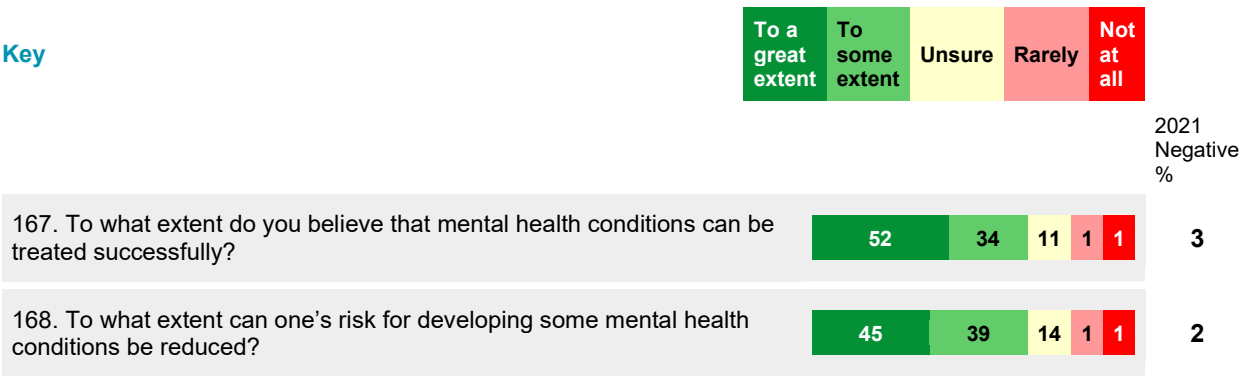 Key
To a
great
extent
To
some
extent
Unsure
Rarely
Not
at
all
2021
Negative
%
167. To what extent do you believe that mental health conditions can be
treated successfully?
52 34 11 1 1
3
168. To what extent can one’s risk for developing some mental health
conditions be reduced?
45 39 14 1 1
2